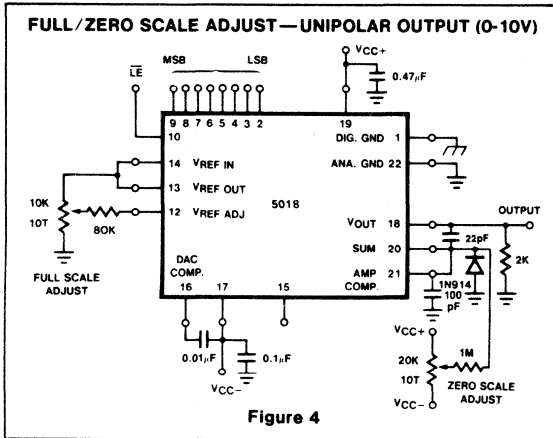 FULL/ZERO SCALE ADJUST—UNIPOLAR OUTPUT (0-10V)
VCC+
LE
MSB LSB
0.47µF
9 8 7 6 5 4 3 2
19
10
DIG. GND 1
14 VREF IN
ANA. GND 22
13 VREF OUT
5018
10K
10T
80K
12 VREF ADJ
VOUT 18
OUTPUT
22pF
FULL SCALE
ADJUST
DAC
COMP.
SUM 20
2K
AMP
COMP.
21
1N914
100
pF
16 17 15
0.01µF
0.1µF
VCC+
20K
10T
1M
VCC−
ZERO SCALE
ADJUST
VCC−
Figure 4